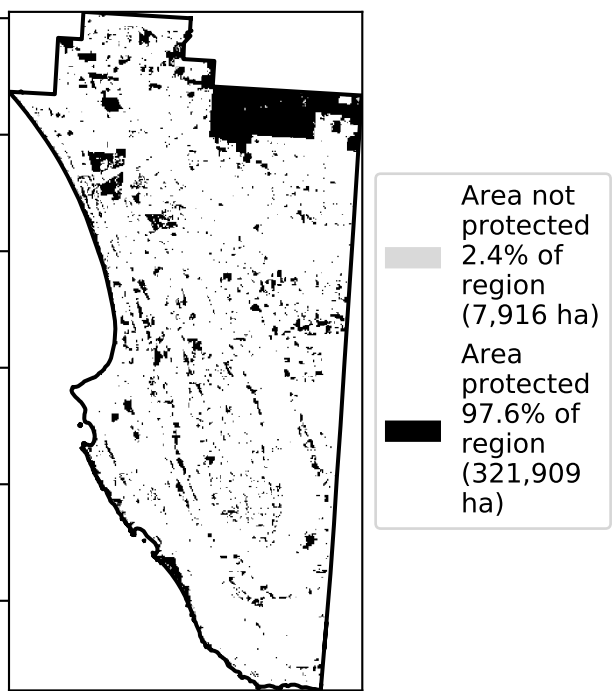 Area not
protected
2.4% of
region
(7,916 ha)
Area
protected
97.6% of
region
(321,909
ha)